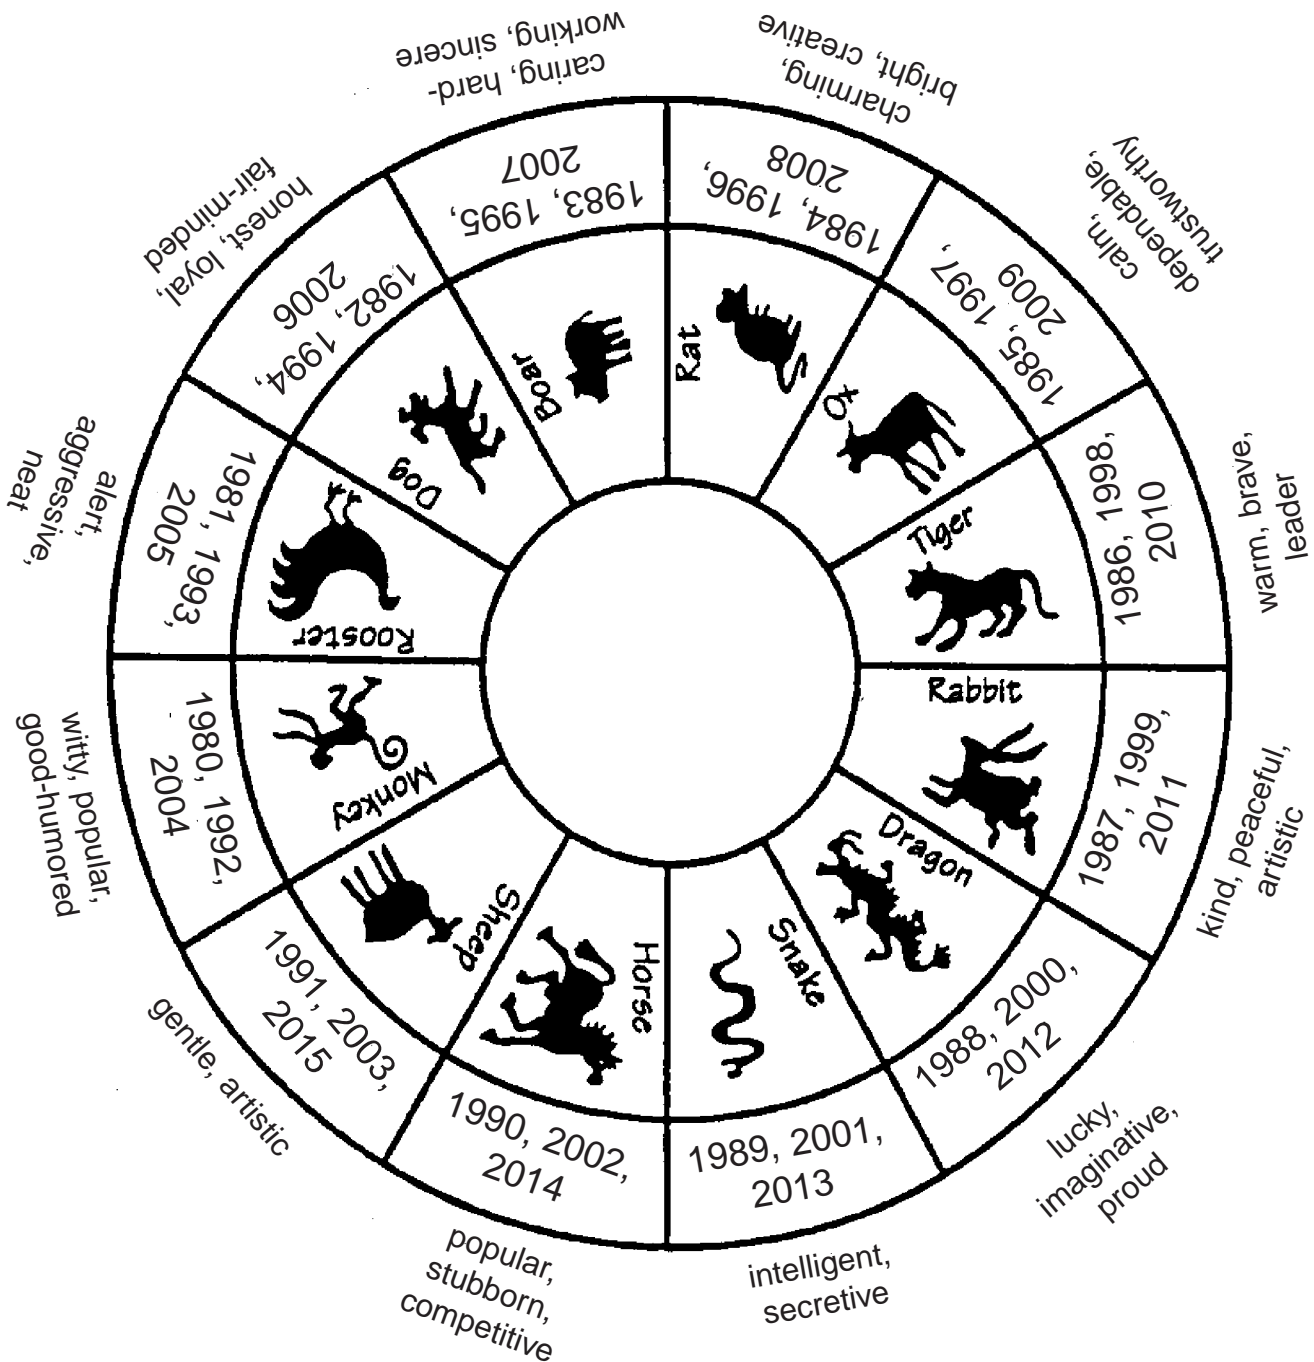 charming,
bright, creative
1984, 1996,
2008
Rat
calm,
dependable,
trustworthy
1985, 1997,
2009
Ox
warm, brave,
leader
1986, 1998,
2010
Tiger
kind, peaceful,
artistic
1987, 1999,
2011
Rabbit
lucky,
imaginative,
proud
1988, 2000,
2012
Dragon
intelligent,
secretive
1989, 2001,
2013
Snake
popular,
stubborn,
competitive
1990, 2002,
2014
Horse
gentle, artistic
1991, 2003,
2015
Sheep
witty, popular,
good-humored
1980, 1992,
2004
Monkey
alert,
aggressive,
neat
1981, 1993,
2005
Rooster
honest, loyal,
fair-minded
1982, 1994,
2006
Dog
caring, hard-
working, sincere
1983, 1995,
2007
Boar